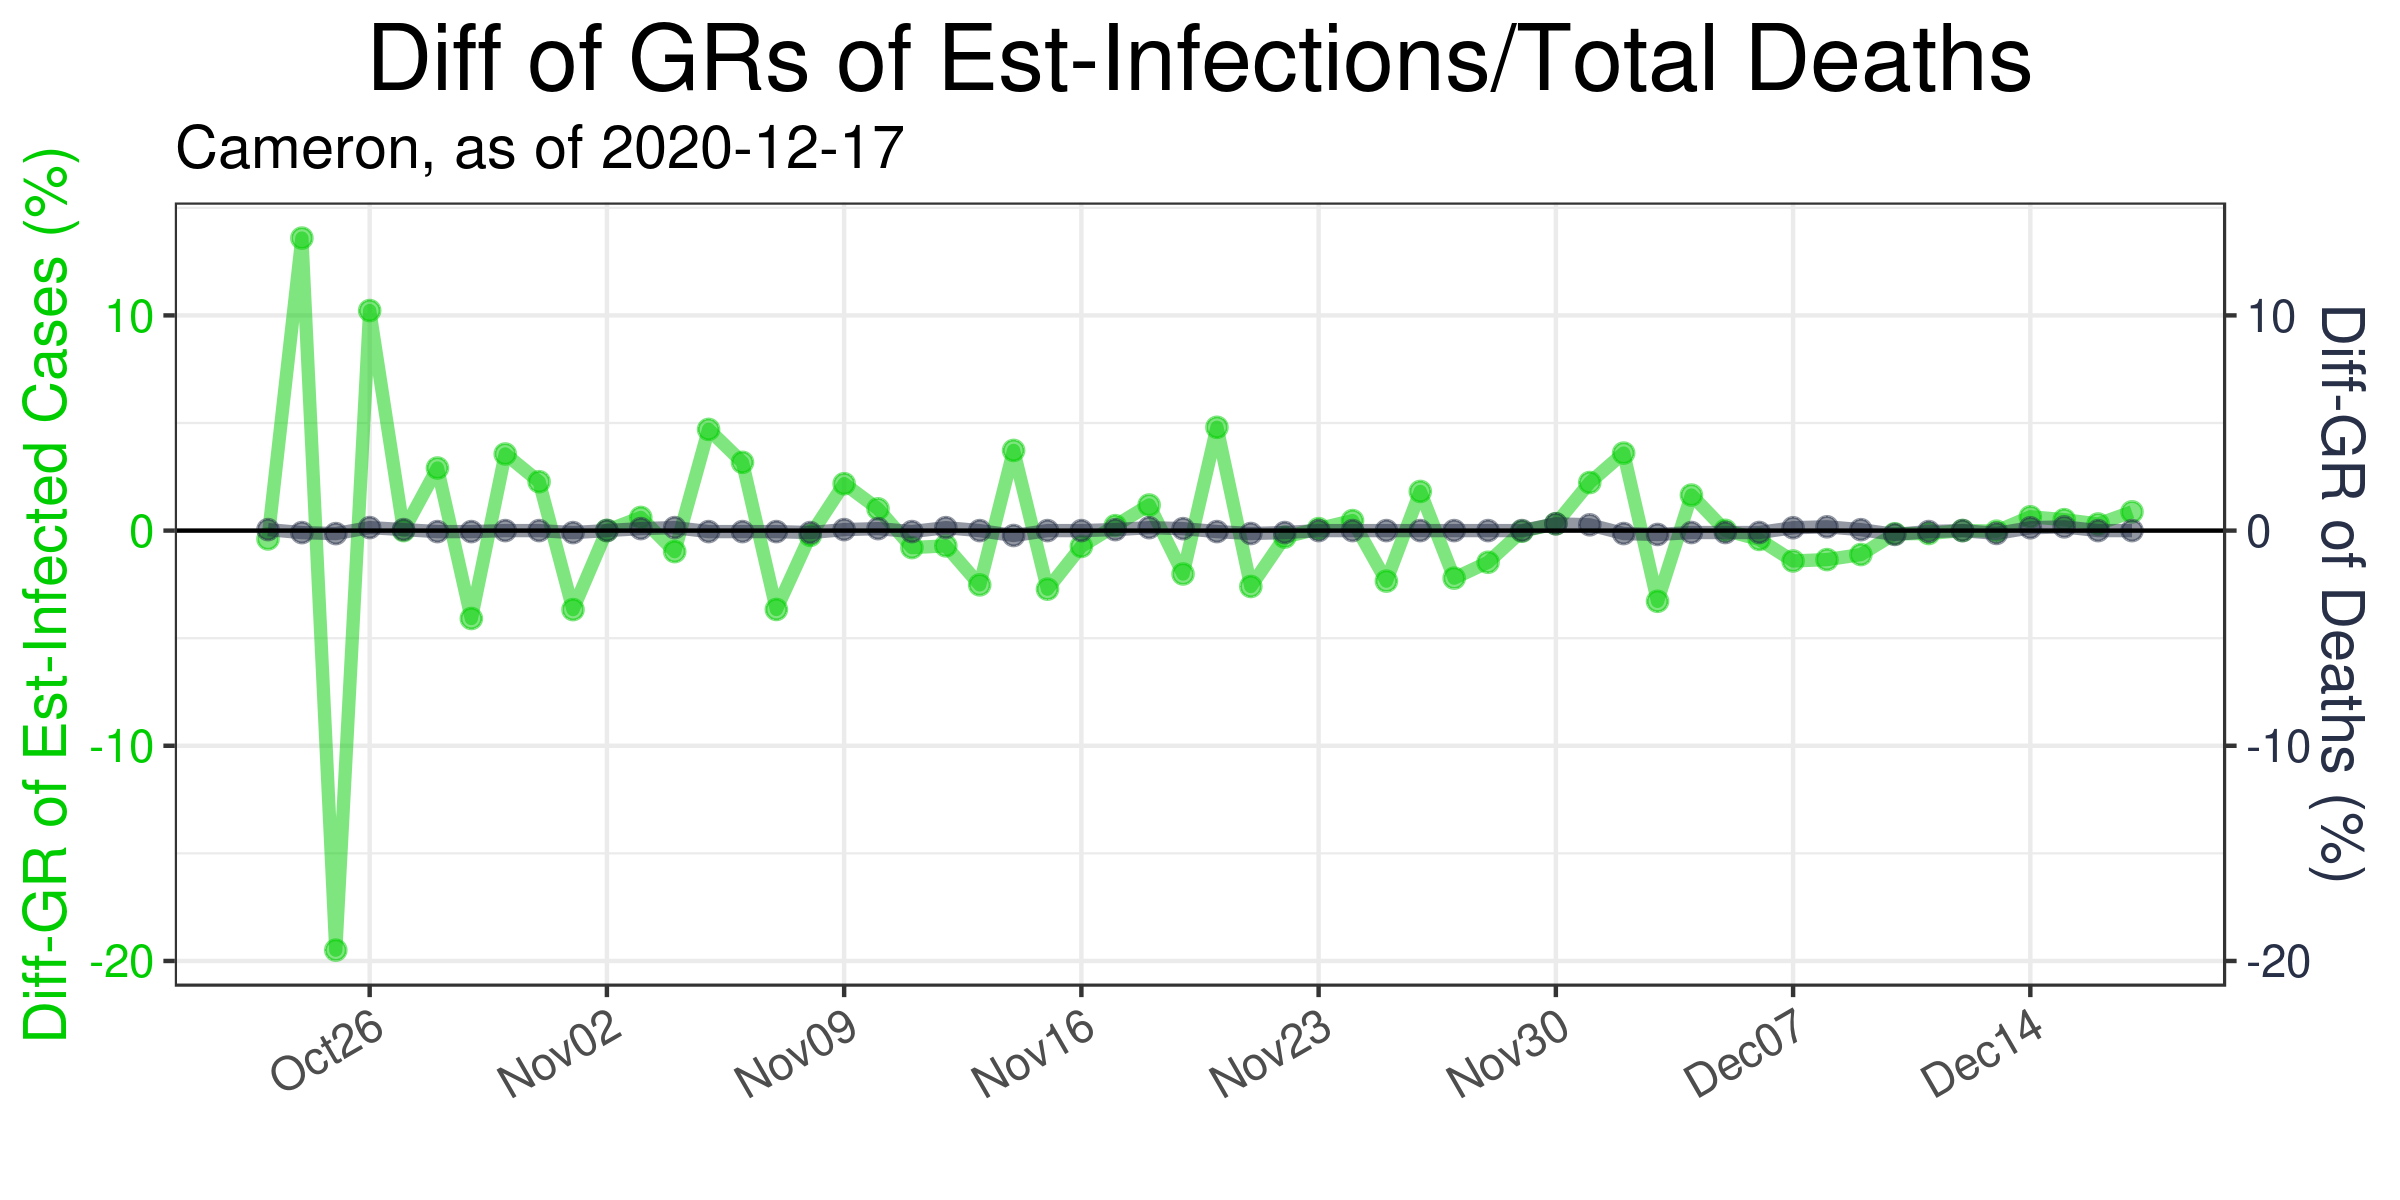 Diff of GRs of Est-Infections/Total Deaths
Cameron, as of 2020-12-17
Diff-GR of Est-Infected Cases (%)
10
0
-10
-20
10
0
-10
-20
Diff-GR of Deaths (%)
Oct26
Nov02
Nov09
Nov16
Nov23
Nov30
Dec07
Dec14